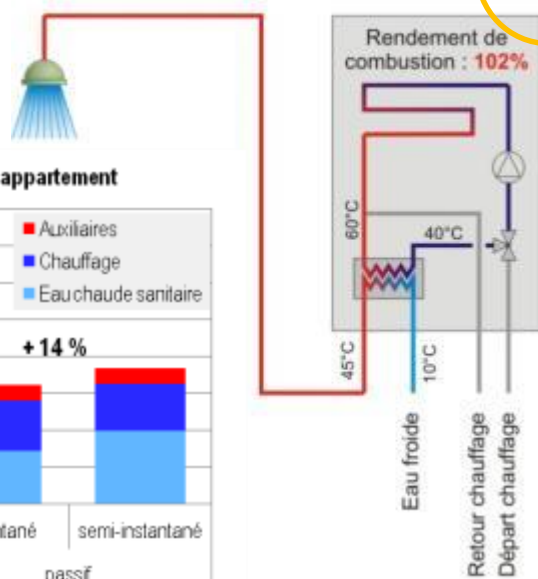 Rendement de
combustion : 102%
appartement
Auxiliaires
Chauffage
Eau chaude sanitaire
+ 14 %
60°C
40°C
45°C
10°C
Eau froide
Retour chauffage
Départ chauffage
semi-instantané
passif